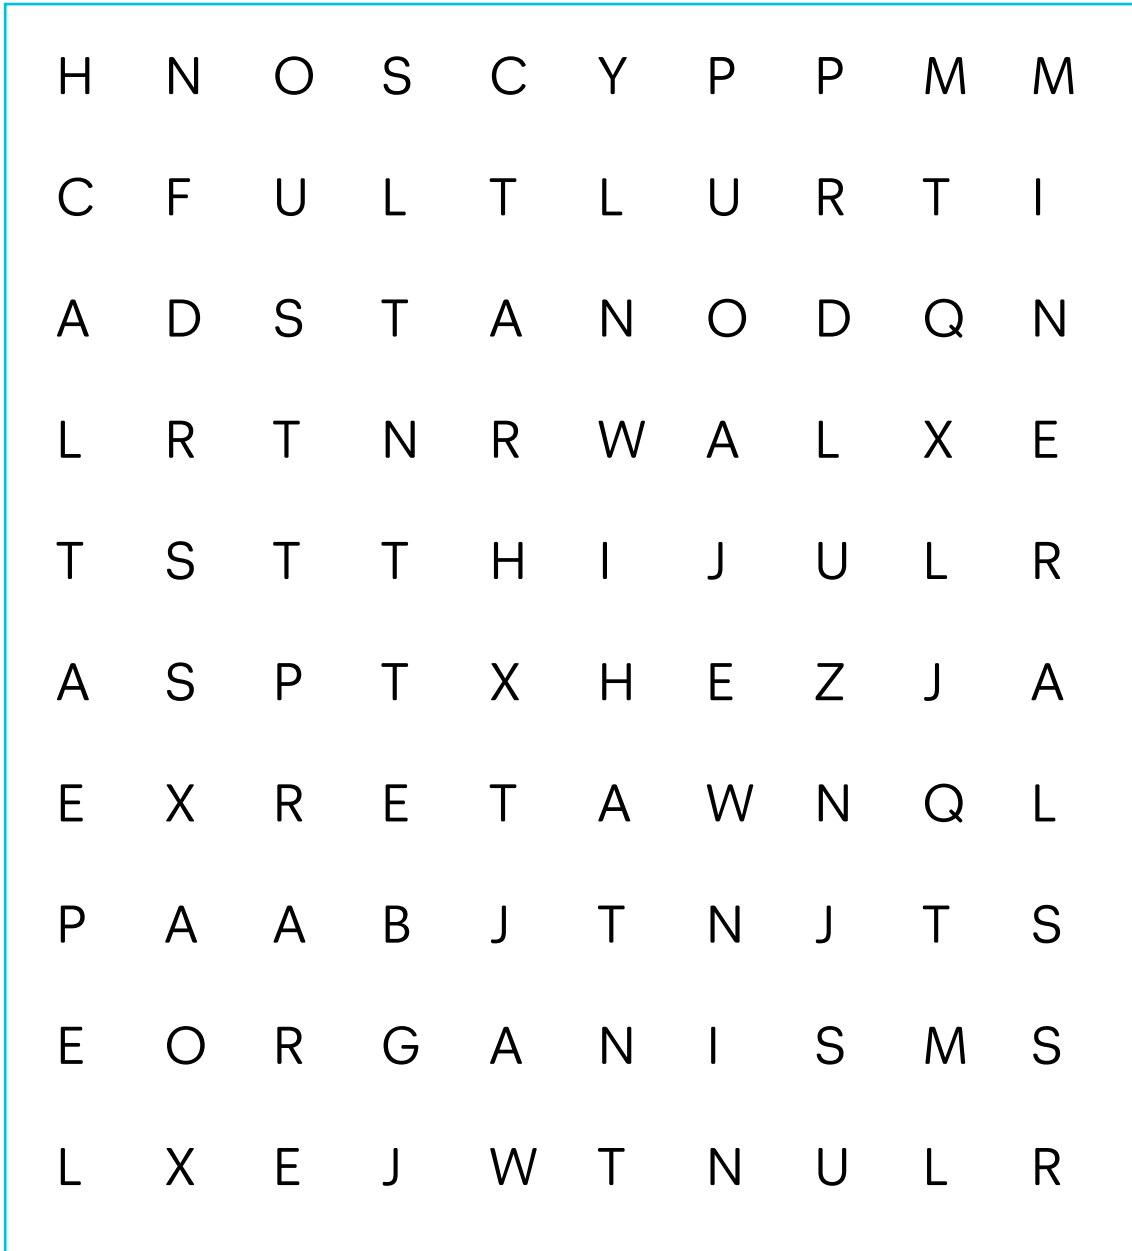 H N O S C Y P P M M
C F U L T L U R T I
A D S T A N O D Q N
L R T N R W A L X E
T S T T H I J U L R
A S P T X H E Z J A
E X R E T A W N Q L
P A A B J T N J T S
E O R G A N I S M S
L X E J W T N U L R